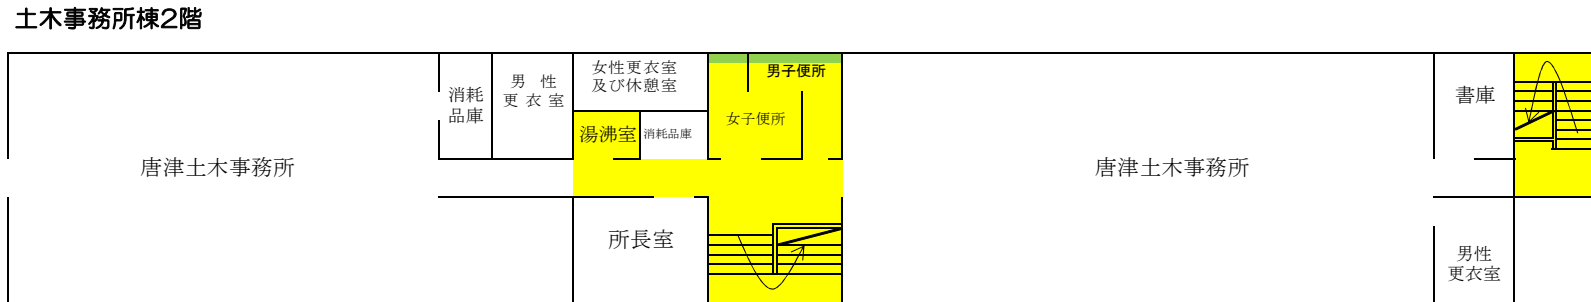 土木事務所棟2階
唐津土木事務所
消耗
品庫
男 性
更 衣 室
女性更衣室
及び休憩室
湯沸室
消耗品庫
男子便所
女子便所
所長室
唐津土木事務所
書庫
男性
更衣室